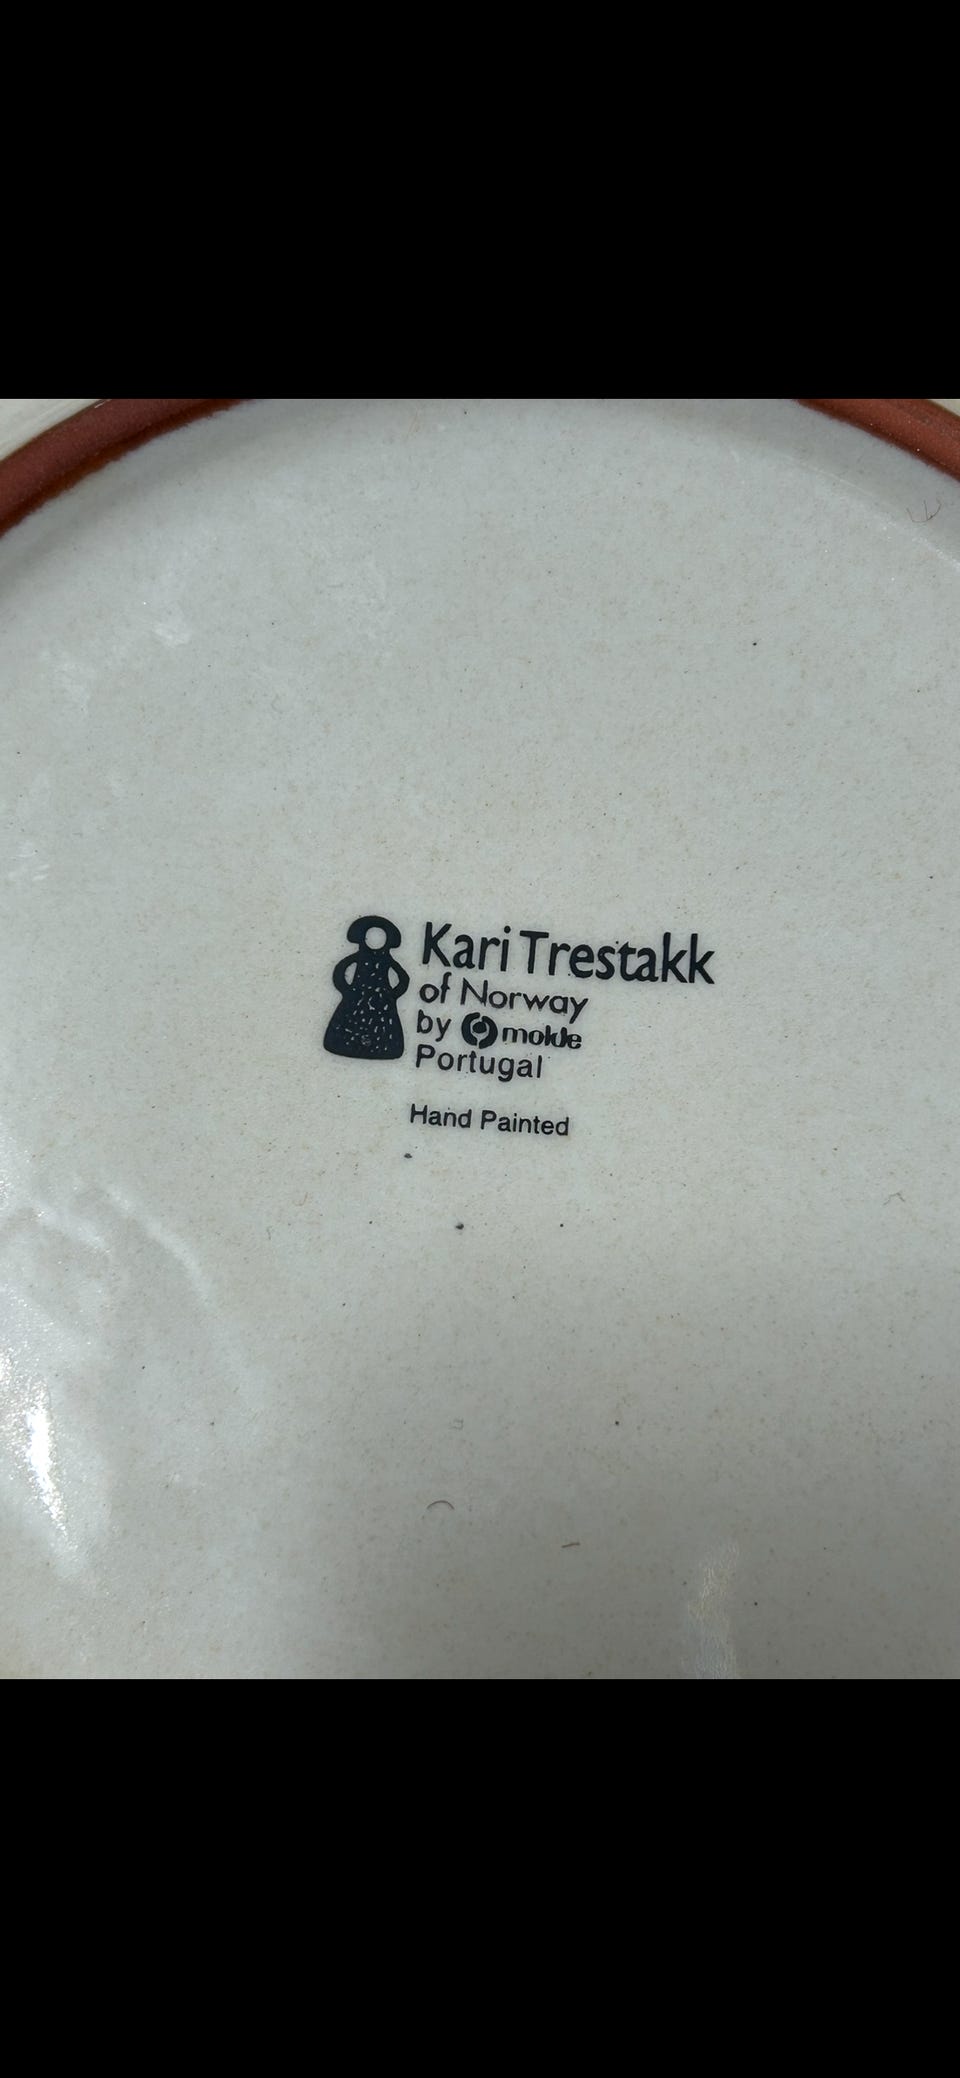 Kari Trestakk
of Norway
by molde
Portugal
Hand Painted